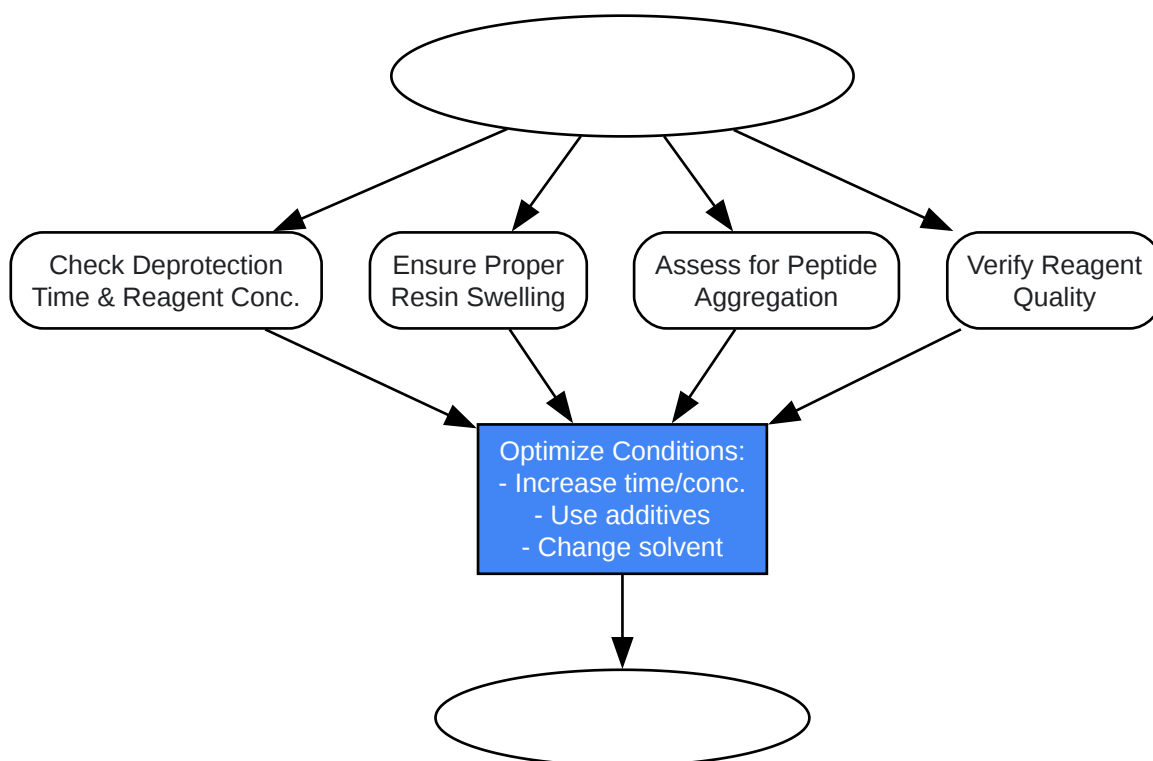 Check Deprotection
Time & Reagent Conc.
Ensure Proper
Resin Swelling
Assess for Peptide
Aggregation
Verify Reagent
Quality
Optimize Conditions:
- Increase time/conc.
- Use additives
- Change solvent